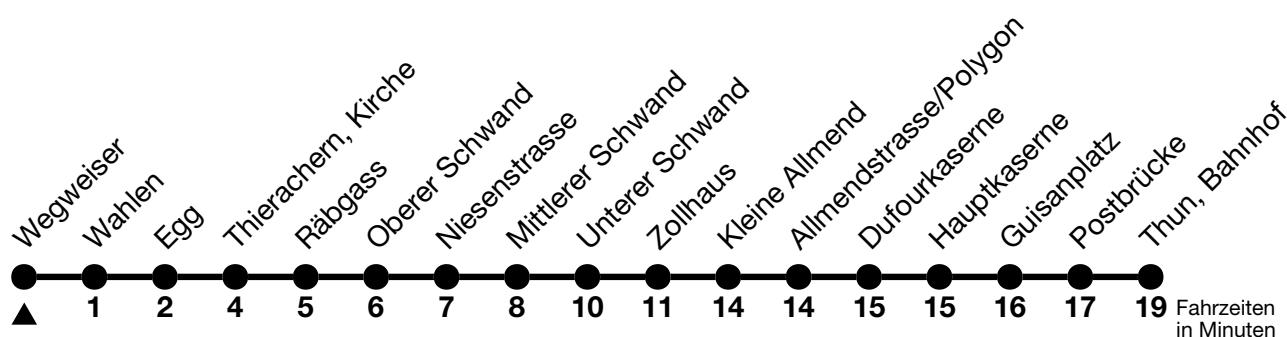 Wegweiser
Wahlen
Egg
Thierachern, Kirche
Räbgass
Oberer Schwand
Niesenstrasse
Mittlerer Schwand
Unterer Schwand
Zollhaus
Kleine Allmend
Allmendstrasse/Polygon
Dufourkaserne
Hauptkaserne
Guisanplatz
Postbrücke
Thun, Bahnhof
1 2 4 5 6 7 8 10 11 14 14 15 15 16 17 19 Fahrzeiten
in Minuten